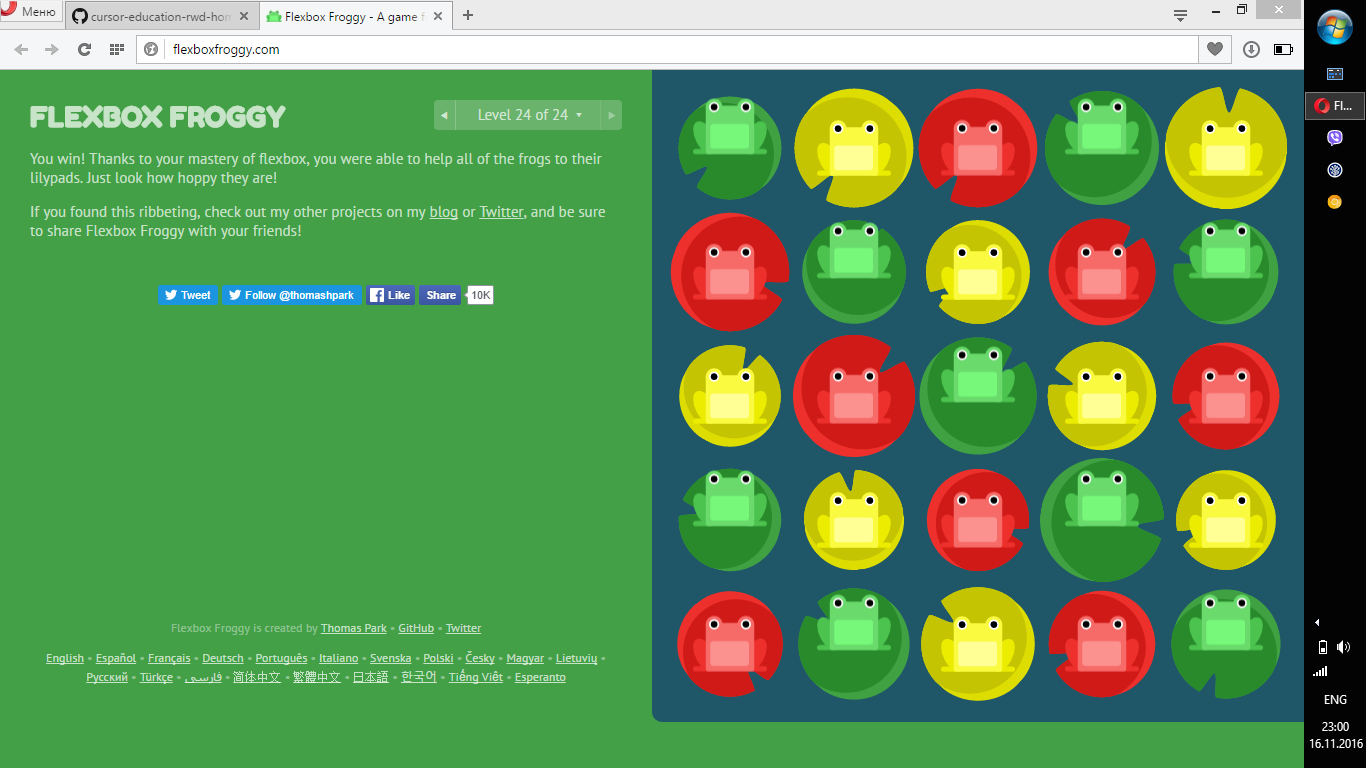 Меню
cursor-education-rwd-hom
Flexbox Froggy - A game f
flexboxfroggy.com
FLEXBOX FROGGY
Level 24 of 24
You win! Thanks to your mastery of flexbox, you were able to help all of the frogs to their
lilypads. Just look how hoppy they are!
If you found this ribbeting, check out my other projects on my blog or Twitter, and be sure
to share Flexbox Froggy with your friends!
Tweet
Follow @thomashpark
Like
Share
10K
Flexbox Froggy is created by Thomas Park • GitHub • Twitter
English • Español • Français • Deutsch • Português • Italiano • Svenska • Polski • Česky • Magyar • Lietuvių •
Русский • Türkçe • فارسی • 简体中文 • 繁體中文 • 日本語 • 한국어 • Tiếng Việt • Esperanto
Fl...
ENG
23:00
16.11.2016